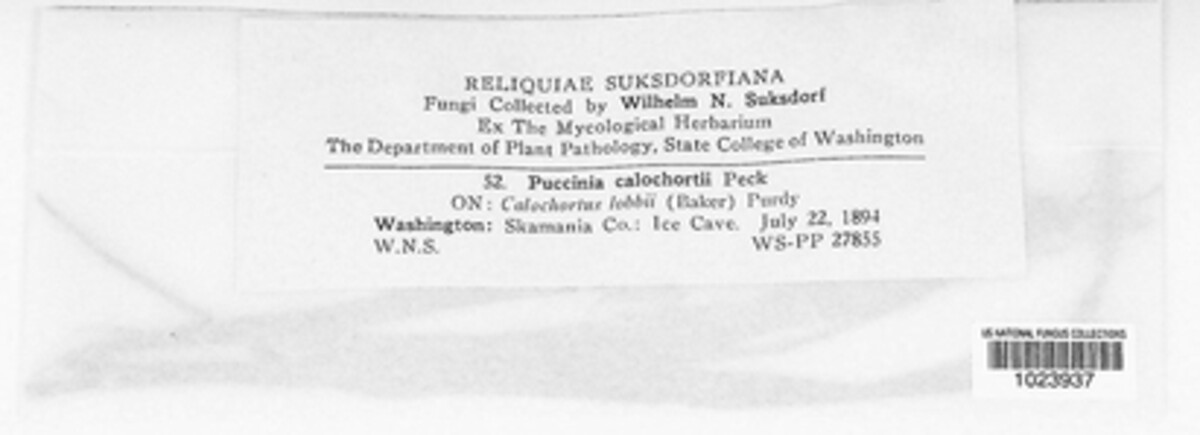 RELIQUIAE SUKSDORFIANA
Fungi Collected by Wilhelm N. Suksdorf
Ex The Mycological Herbarium
The Department of Plant Pathology, State College of Washington
52. Puccinia calochortii Peck
ON: Calochortus lobbii (Baker) Purdy
Washington: Skamania Co.: Ice Cave. July 22, 1894
W.N.S. WS-PP 27855
US NATIONAL FUNGUS COLLECTIONS
1023937